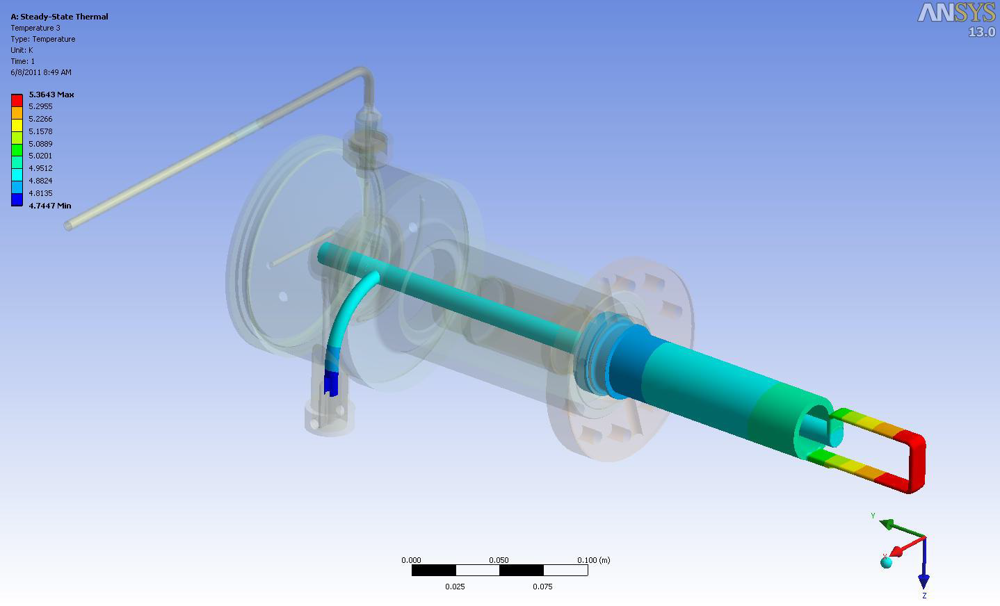 A: Steady-State Thermal
Temperature 3
Type: Temperature
Unit: K
Time: 1
6/8/2011 8:49 AM
5.3643 Max
5.2955
5.2266
5.1578
5.0889
5.0201
4.9512
4.8824
4.8135
4.7447 Min
ANSYS
13.0
0.000 0.050 0.100 (m)
0.025 0.075
Y
X
Z